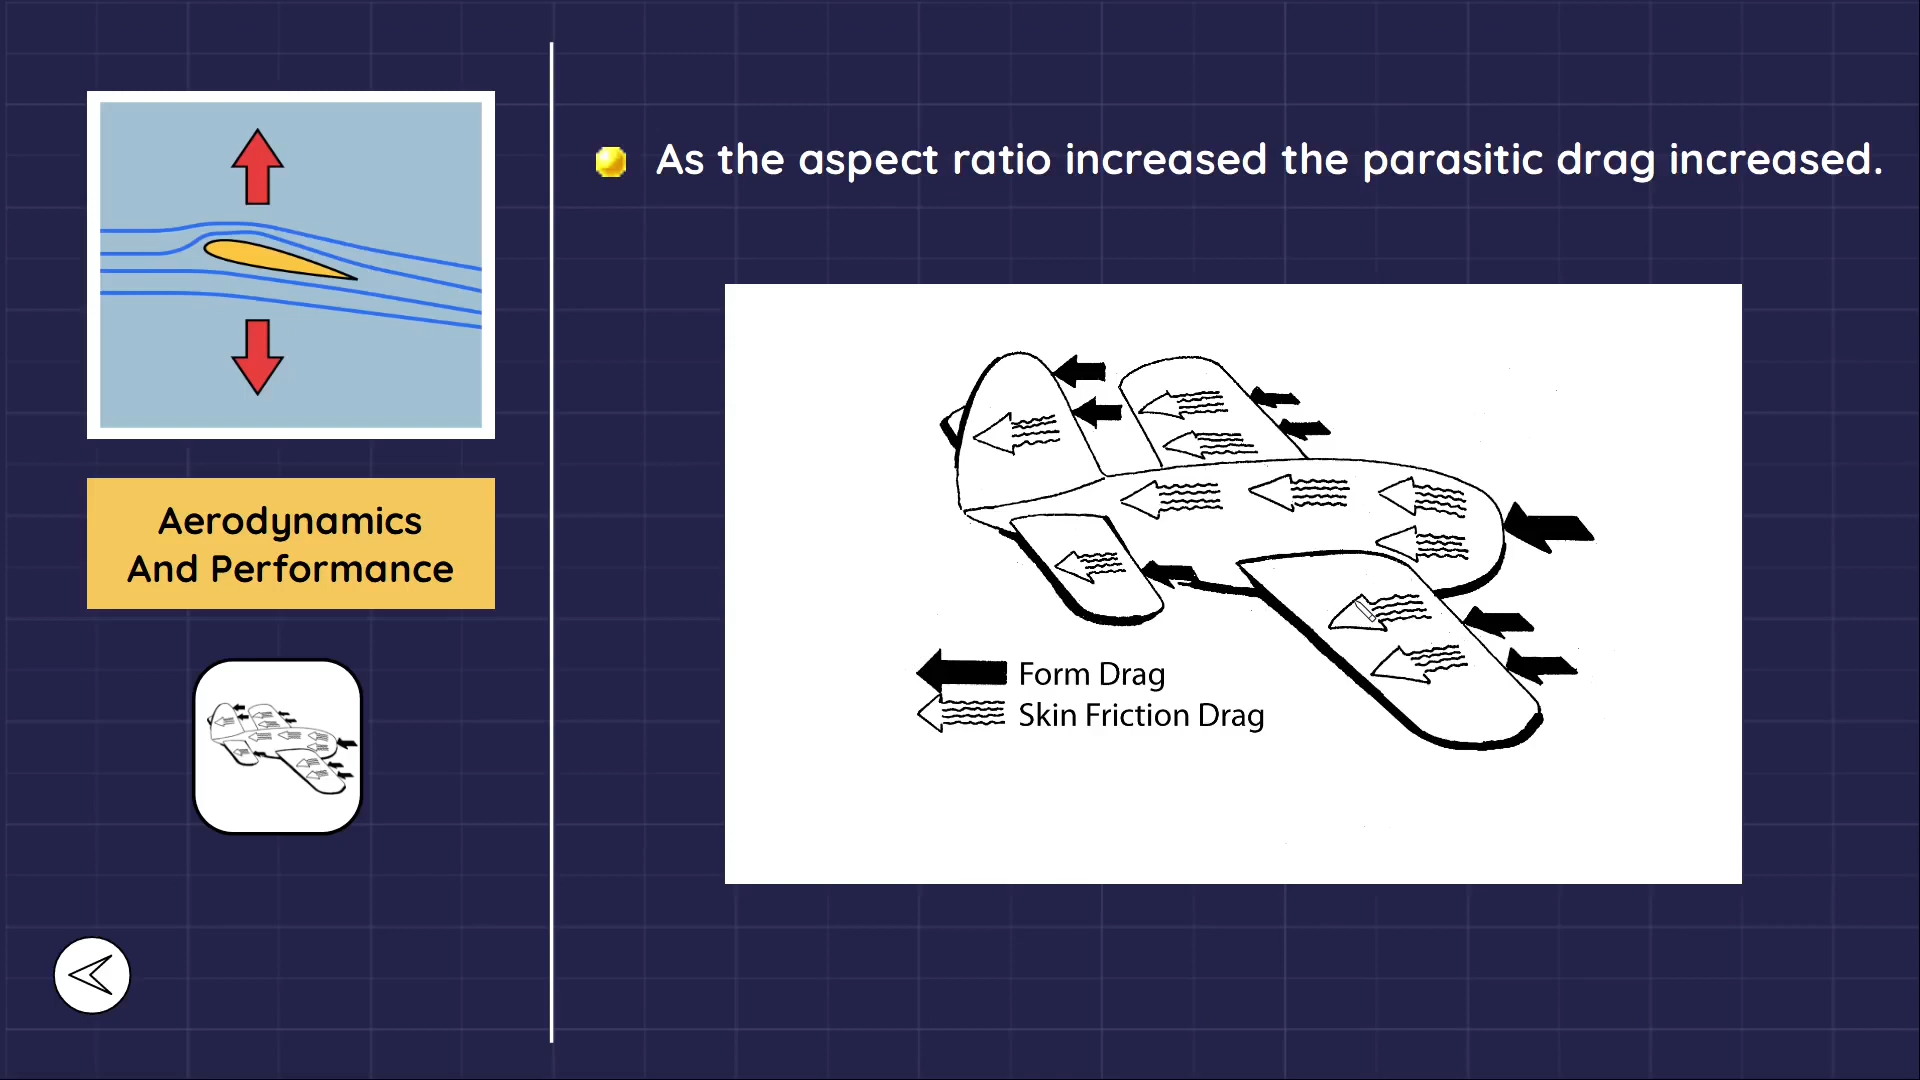 Aerodynamics
And Performance
As the aspect ratio increased the parasitic drag increased.
Form Drag
Skin Friction Drag